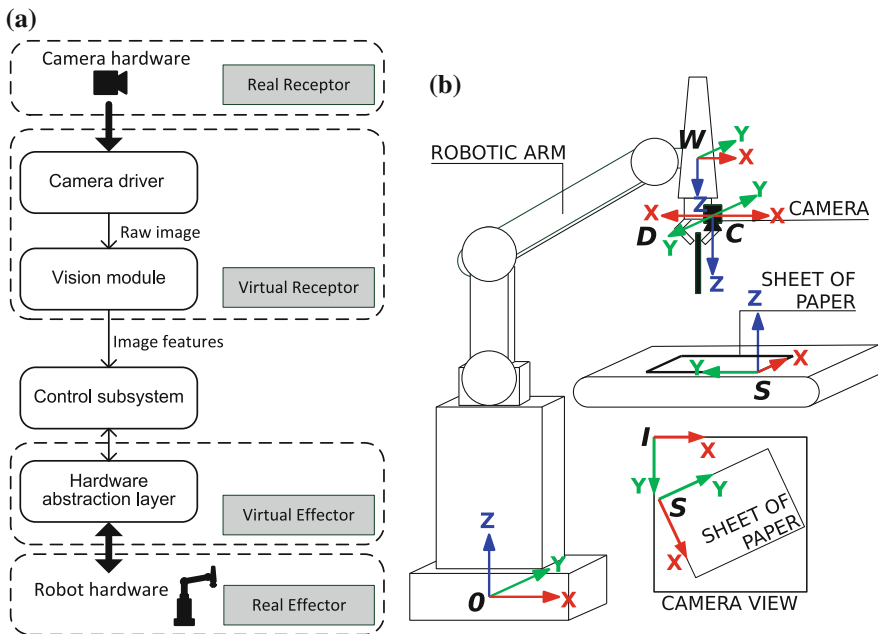 (a)
Camera hardware
Real Receptor
Camera driver
Raw image
Vision module
Virtual Receptor
Image features
Control subsystem
Hardware
abstraction layer
Virtual Effector
Robot hardware
Real Effector
(b)
ROBOTIC ARM
W
Y
X
Z
Y
X
X
CAMERA
D
Y
C
Z
SHEET OF
PAPER
Z
X
Y
S
I
X
Y
S
Y
X
SHEET OF
PAPER
CAMERA VIEW
Z
Y
0
X